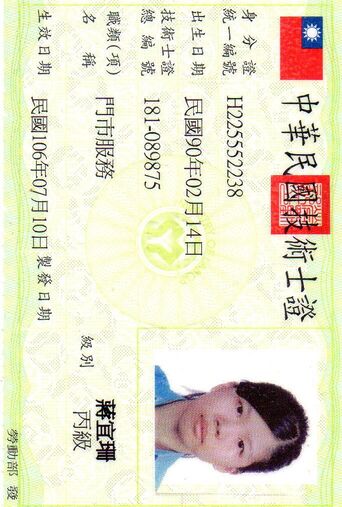 中華民國技術士證
身分證
統一編號 H225552238
出生日期 民國90年02月14日
技術士證
總編號 181-089875
職類(項)
名稱 門市服務
蔣宜珊
級別 丙級
生效日期 民國106年07月10日 製發日期
勞動部 發